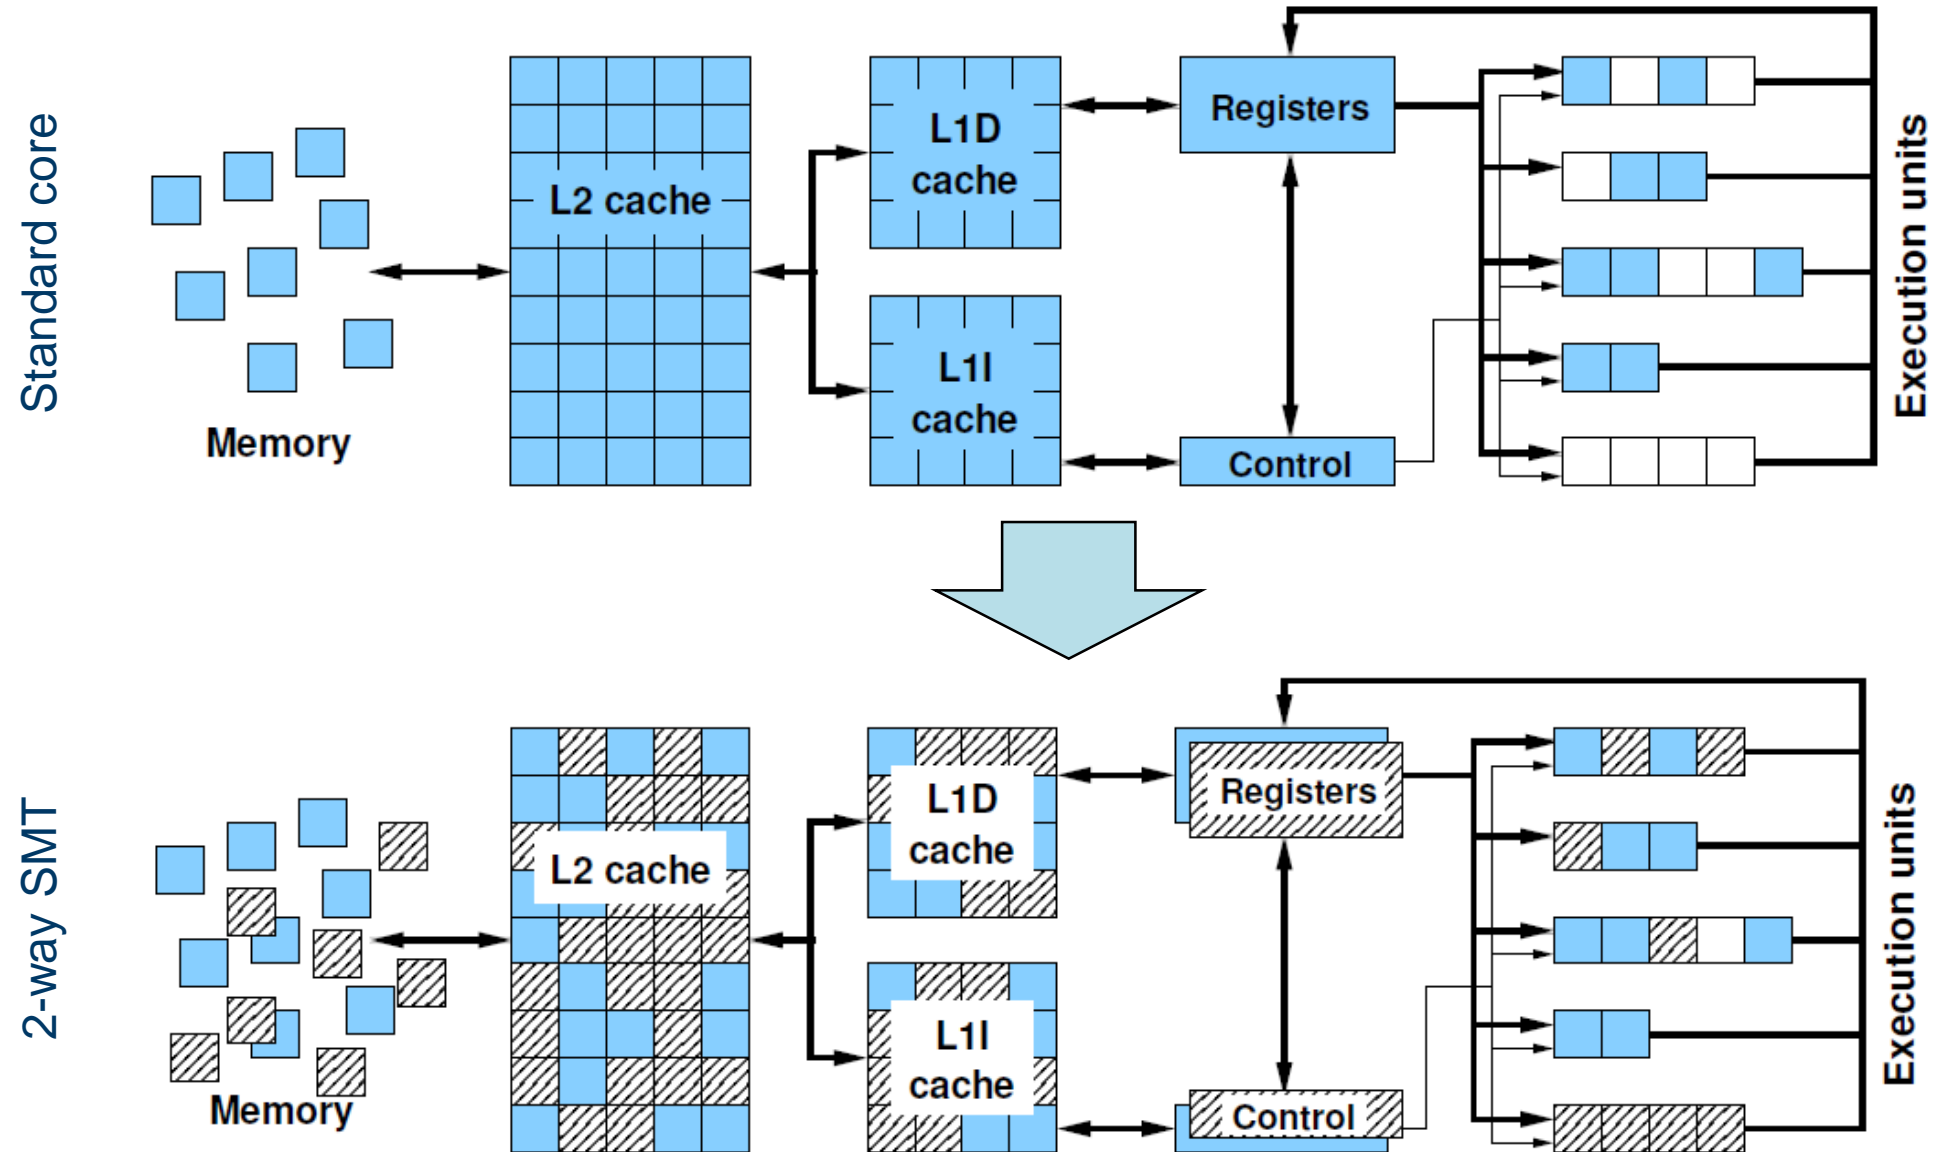 Standard core
Memory
L2 cache
L1D
cache
L1I
cache
Registers
Control
Execution units
2-way SMT
Memory
L2 cache
L1D
cache
L1I
cache
Registers
Control
Execution units